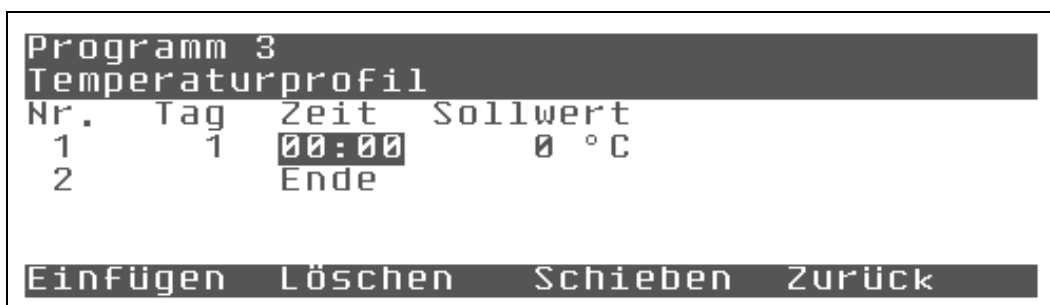 Programm 3
Temperaturprofil
Nr. Tag Zeit Sollwert
1 1 00:00 0 °C
2 Ende
Einfügen Löschen Schieben Zurück